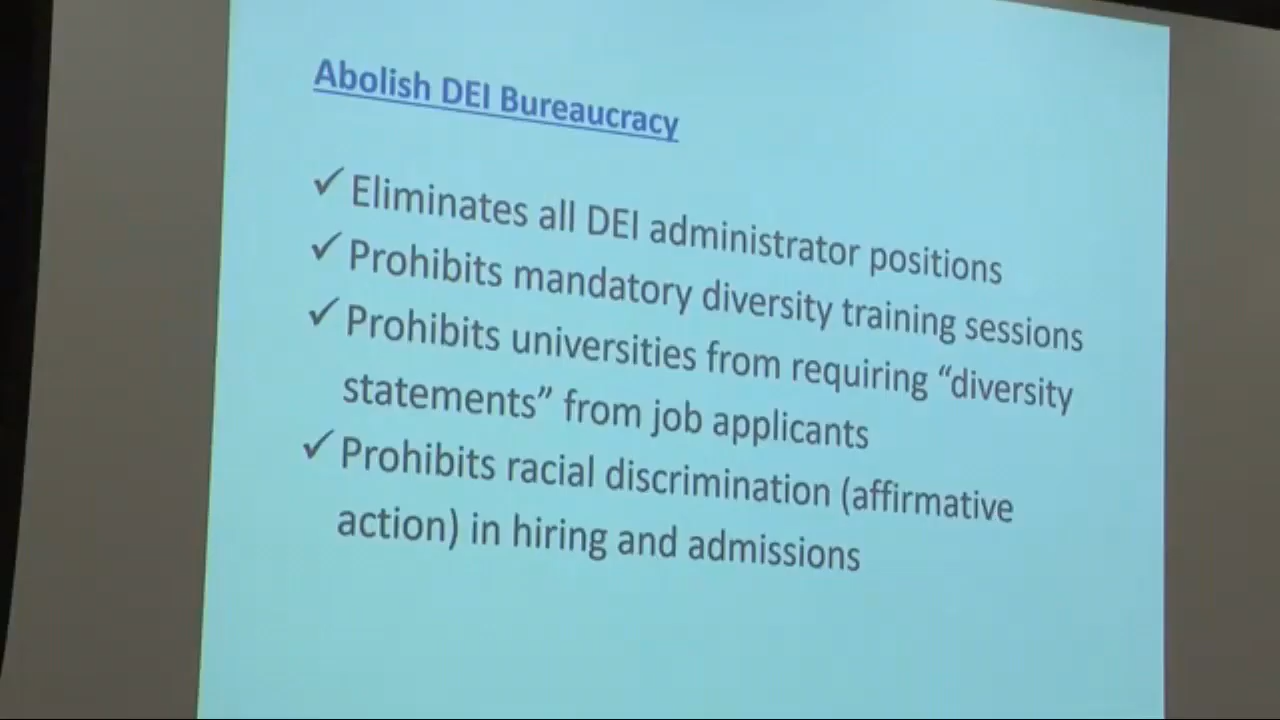 Abolish DEI Bureaucracy
✓ Eliminates all DEI administrator positions
✓ Prohibits mandatory diversity training sessions
✓ Prohibits universities from requiring “diversity
statements” from job applicants
✓ Prohibits racial discrimination (affirmative
action) in hiring and admissions